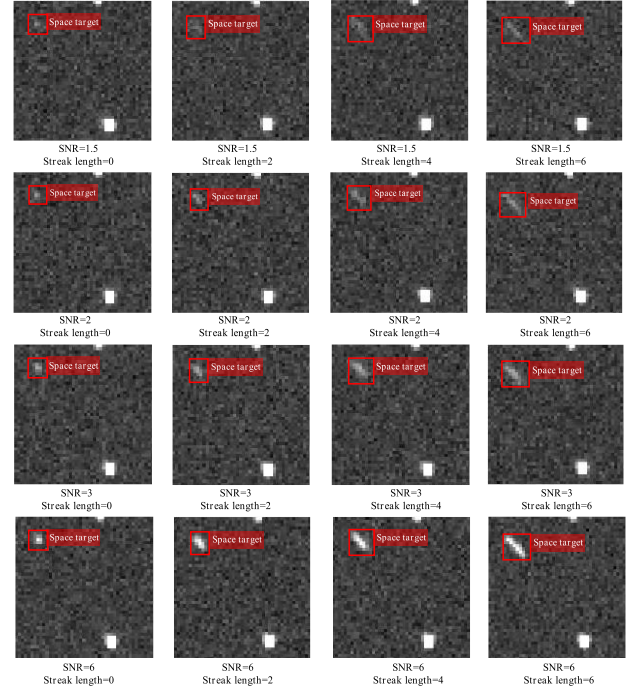 Space target
Space target
Space target
Space target
SNR=1.5
SNR=1.5
SNR=1.5
SNR=1.5
Streak length=0
Streak length=2
Streak length=4
Streak length=6
Space target
Space target
Space target
Space target
SNR=2
SNR=2
SNR=2
SNR=2
Streak length=0
Streak length=2
Streak length=4
Streak length=6
Space target
Space target
Space target
Space target
SNR=3
SNR=3
SNR=3
SNR=3
Streak length=0
Streak length=2
Streak length=4
Streak length=6
Space target
Space target
Space target
Space target
SNR=6
SNR=6
SNR=6
SNR=6
Streak length=0
Streak length=2
Streak length=4
Streak length=6